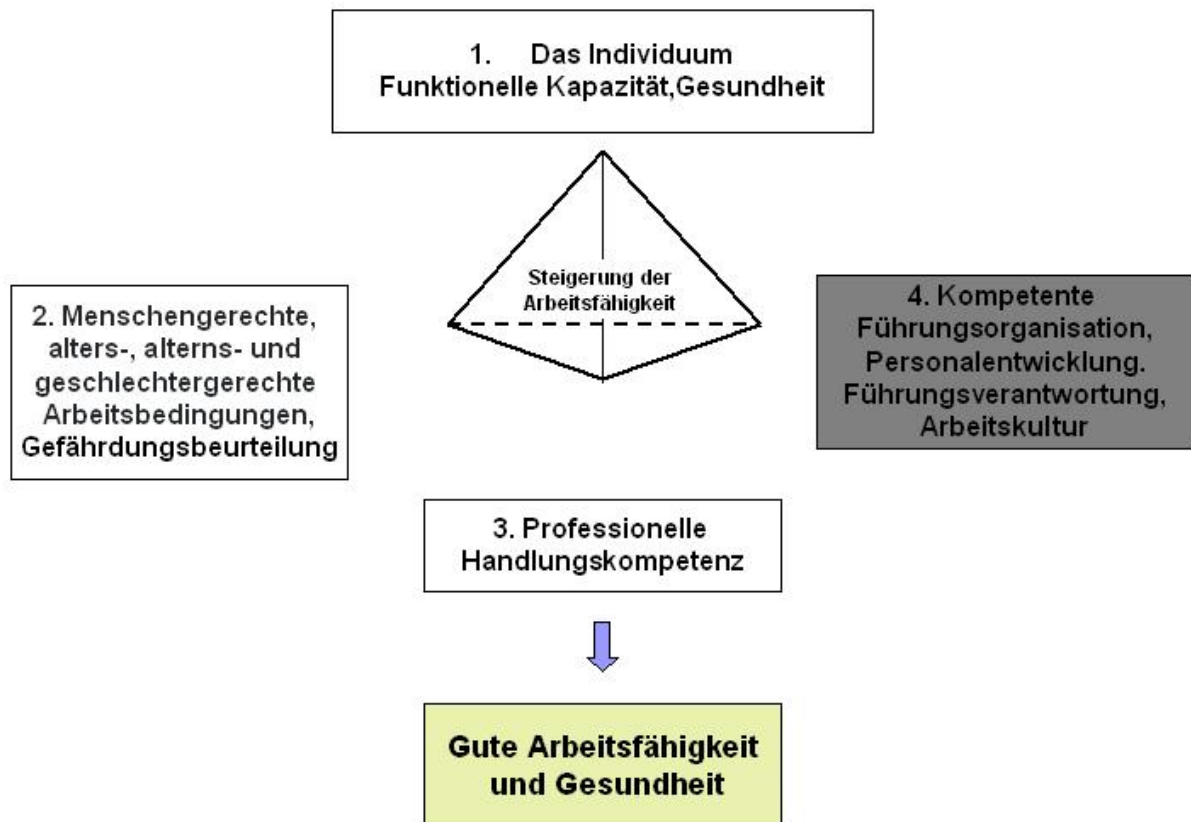 1. Das Individuum
Funktionelle Kapazität,Gesundheit
Steigerung der
Arbeitsfähigkeit
2. Menschengerechte,
alters-, alterns- und
geschlechtergerechte
Arbeitsbedingungen,
Gefährdungsbeurteilung
4. Kompetente
Führungsorganisation,
Personalentwicklung.
Führungsverantwortung,
Arbeitskultur
3. Professionelle
Handlungskompetenz
Gute Arbeitsfähigkeit
und Gesundheit